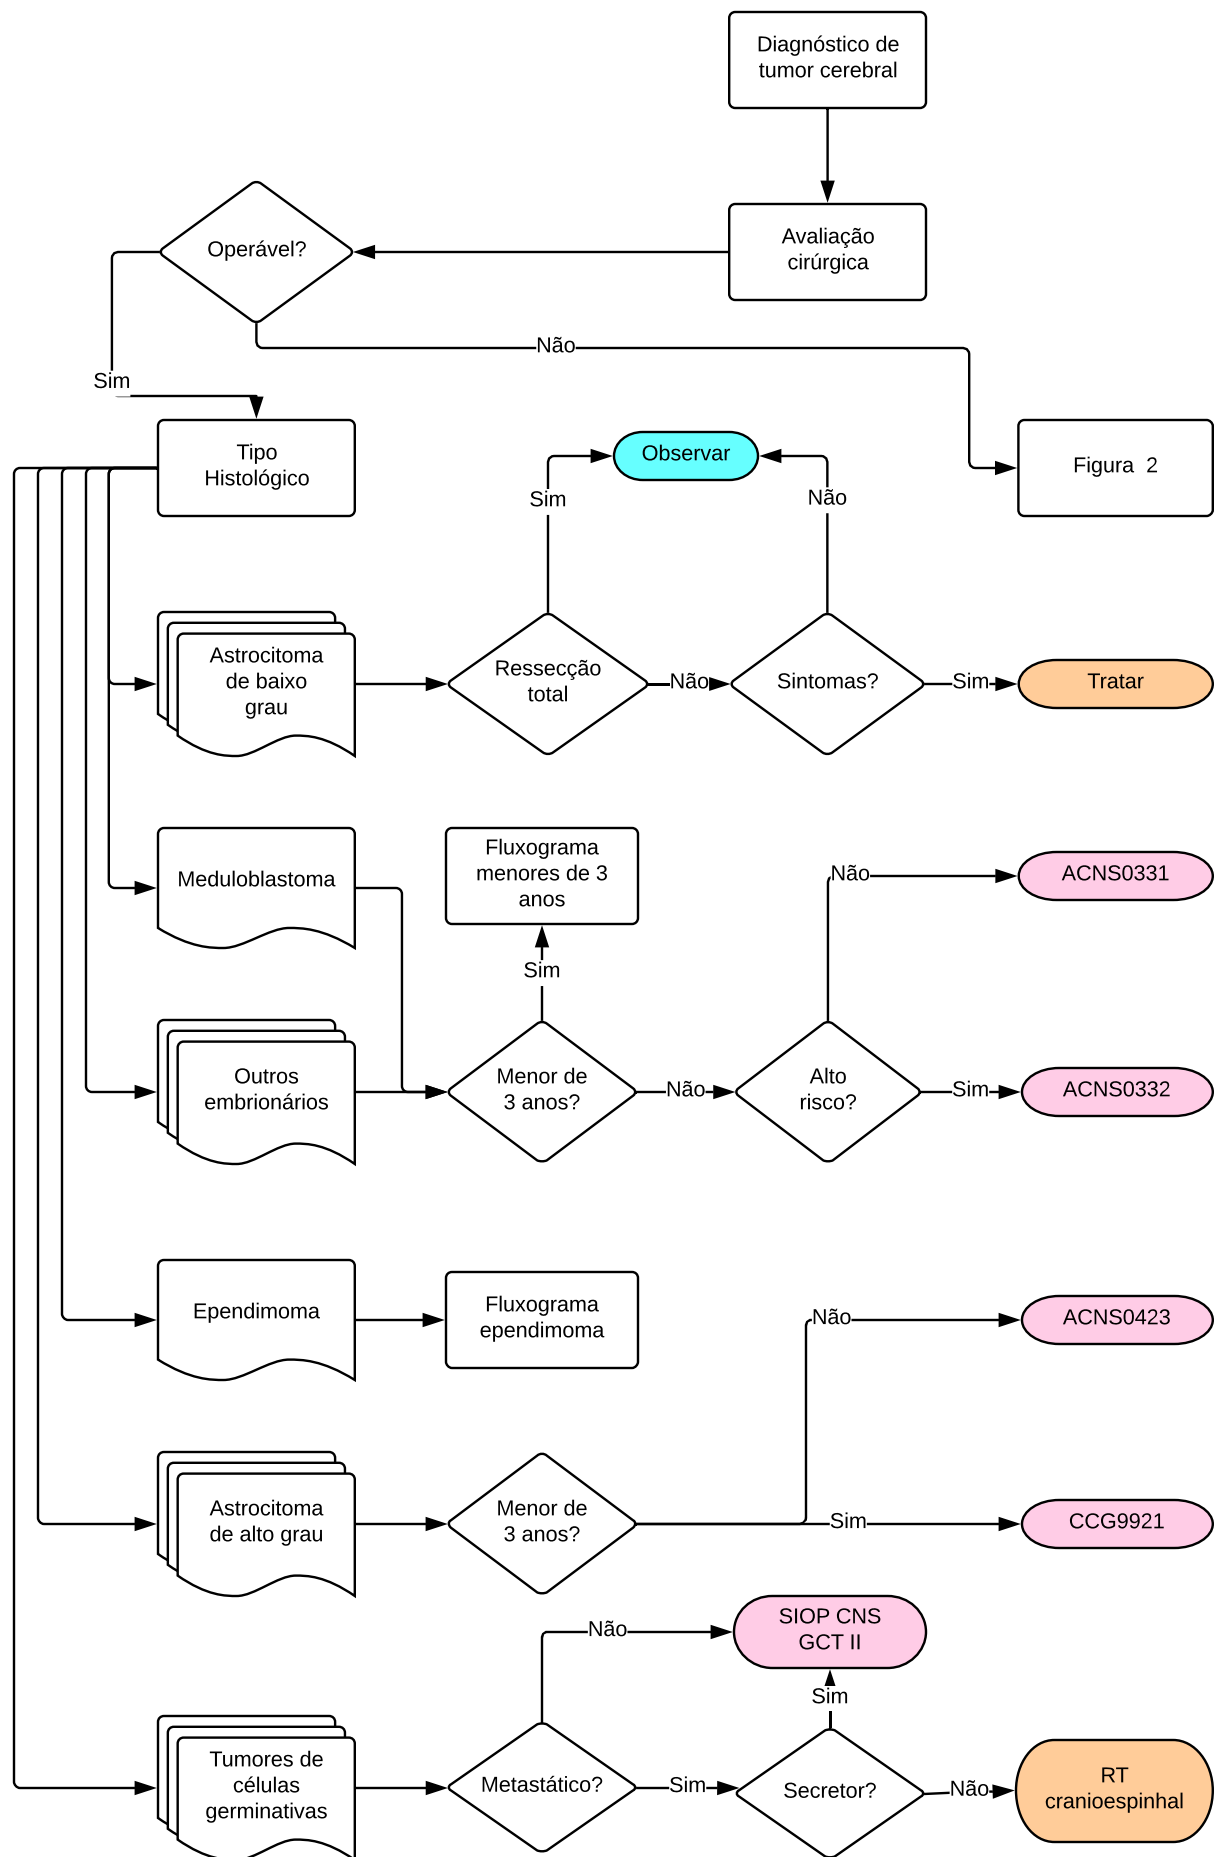 Diagnóstico de
tumor cerebral
Avaliação
cirúrgica
Operável?
Não
Sim
Tipo
Histológico
Observar
Figura 2
Sim
Não
Astrocitoma
de baixo
grau
Ressecção
total
Não
Sintomas?
Sim
Tratar
Meduloblastoma
Fluxograma
menores de 3
anos
Não
ACNS0331
Sim
Outros
embrionários
Menor de
3 anos?
Não
Alto
risco?
Sim
ACNS0332
Ependimoma
Fluxograma
ependimoma
Não
ACNS0423
Astrocitoma
de alto grau
Menor de
3 anos?
Sim
CCG9921
Não
SIOP CNS
GCT II
Sim
Tumores de
células
germinativas
Metastático?
Sim
Secretor?
Não
RT
cranioespinhal